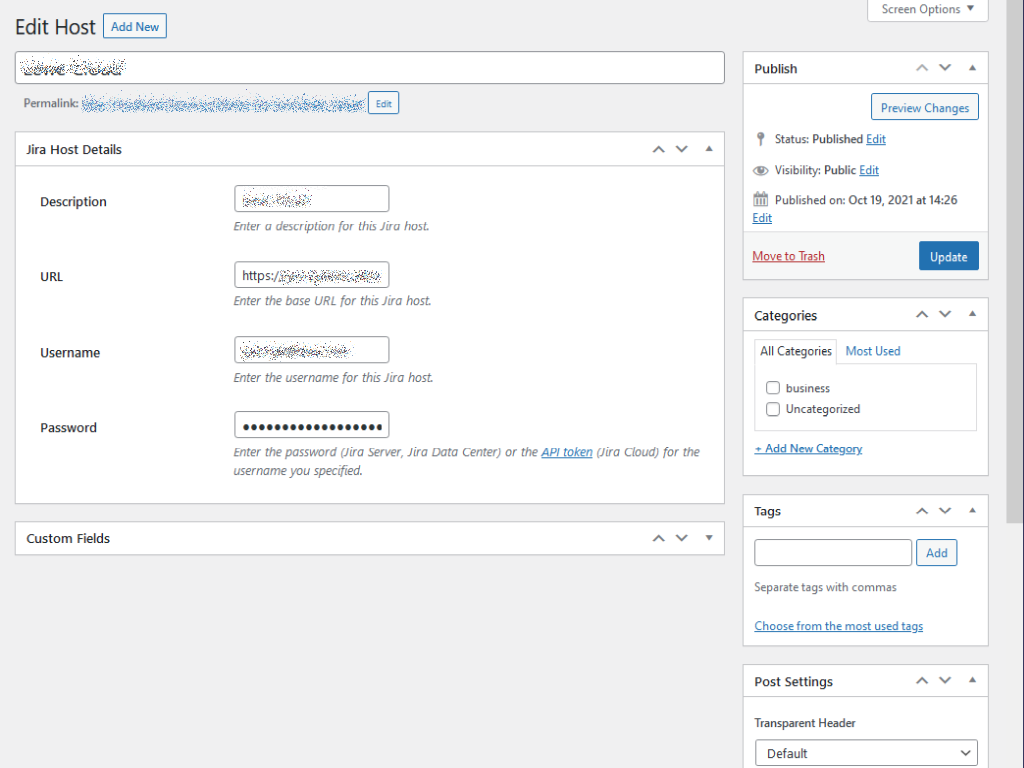 Screen Options
Edit Host
Add New
Permalink:
Edit
Jira Host Details
Description
Enter a description for this Jira host.
URL
https:/
Enter the base URL for this Jira host.
Username
Enter the username for this Jira host.
Password
Enter the password (Jira Server, Jira Data Center) or the API token (Jira Cloud) for the
username you specified.
Custom Fields
Publish
Preview Changes
Status: Published Edit
Visibility: Public Edit
Published on: Oct 19, 2021 at 14:26
Edit
Move to Trash
Update
Categories
All Categories
Most Used
business
Uncategorized
+ Add New Category
Tags
Add
Separate tags with commas
Choose from the most used tags
Post Settings
Transparent Header
Default